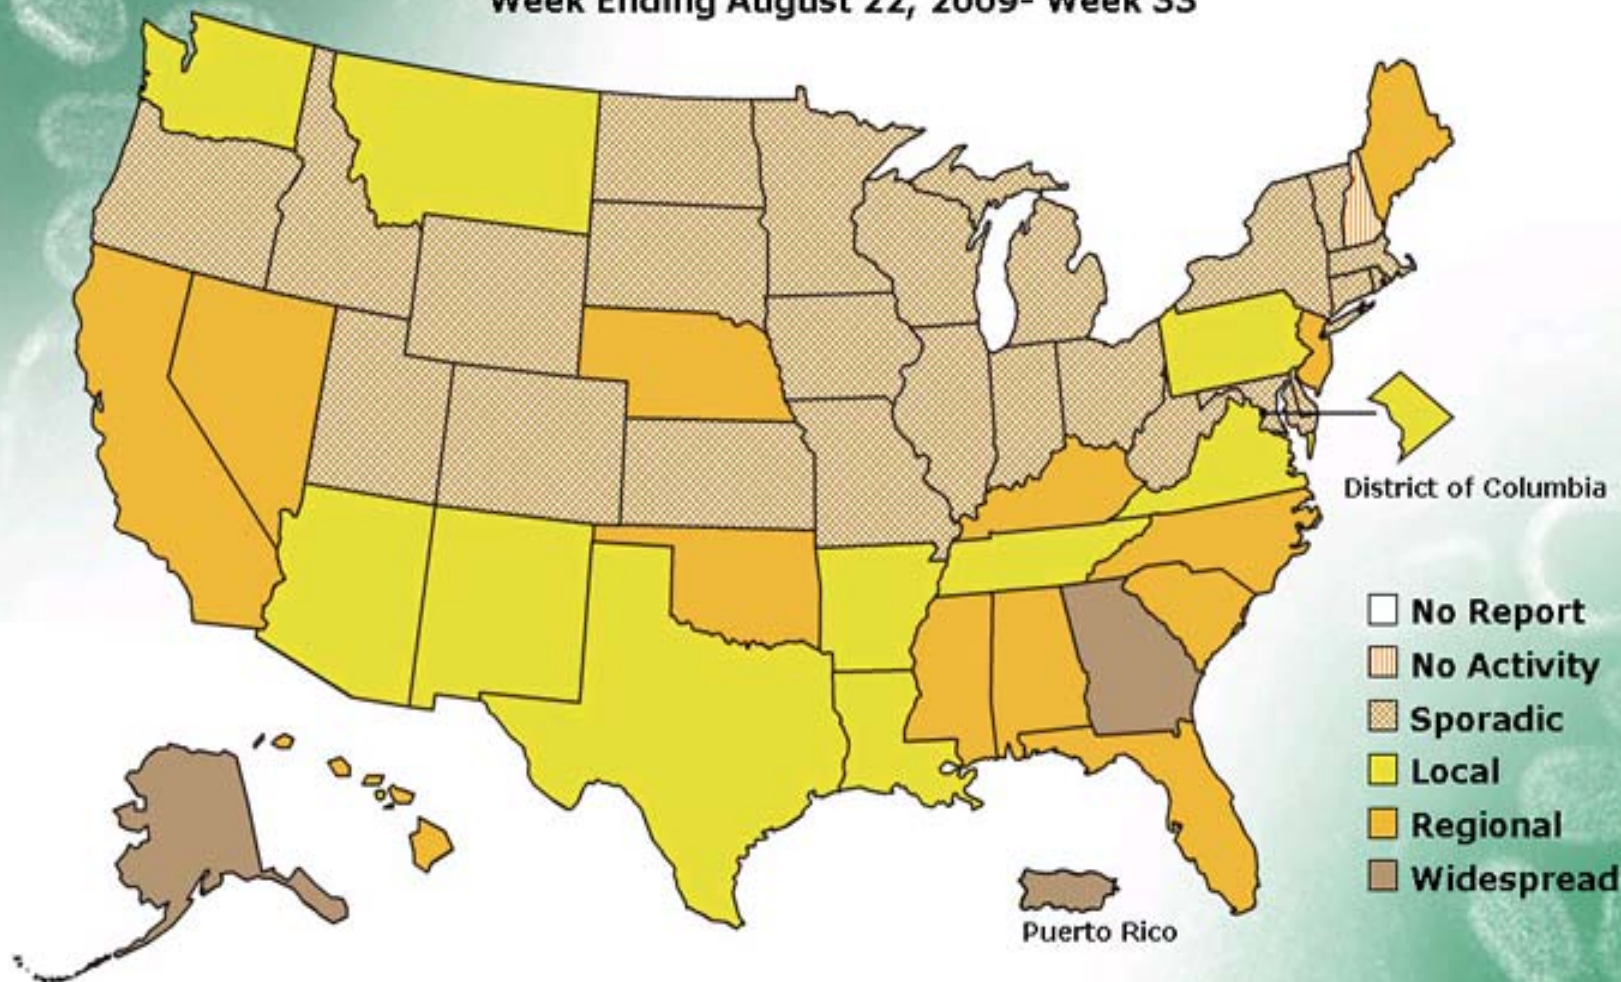 Week Ending August 22, 2009- Week 33
District of Columbia
No Report
No Activity
Sporadic
Local
Regional
Widespread
Puerto Rico